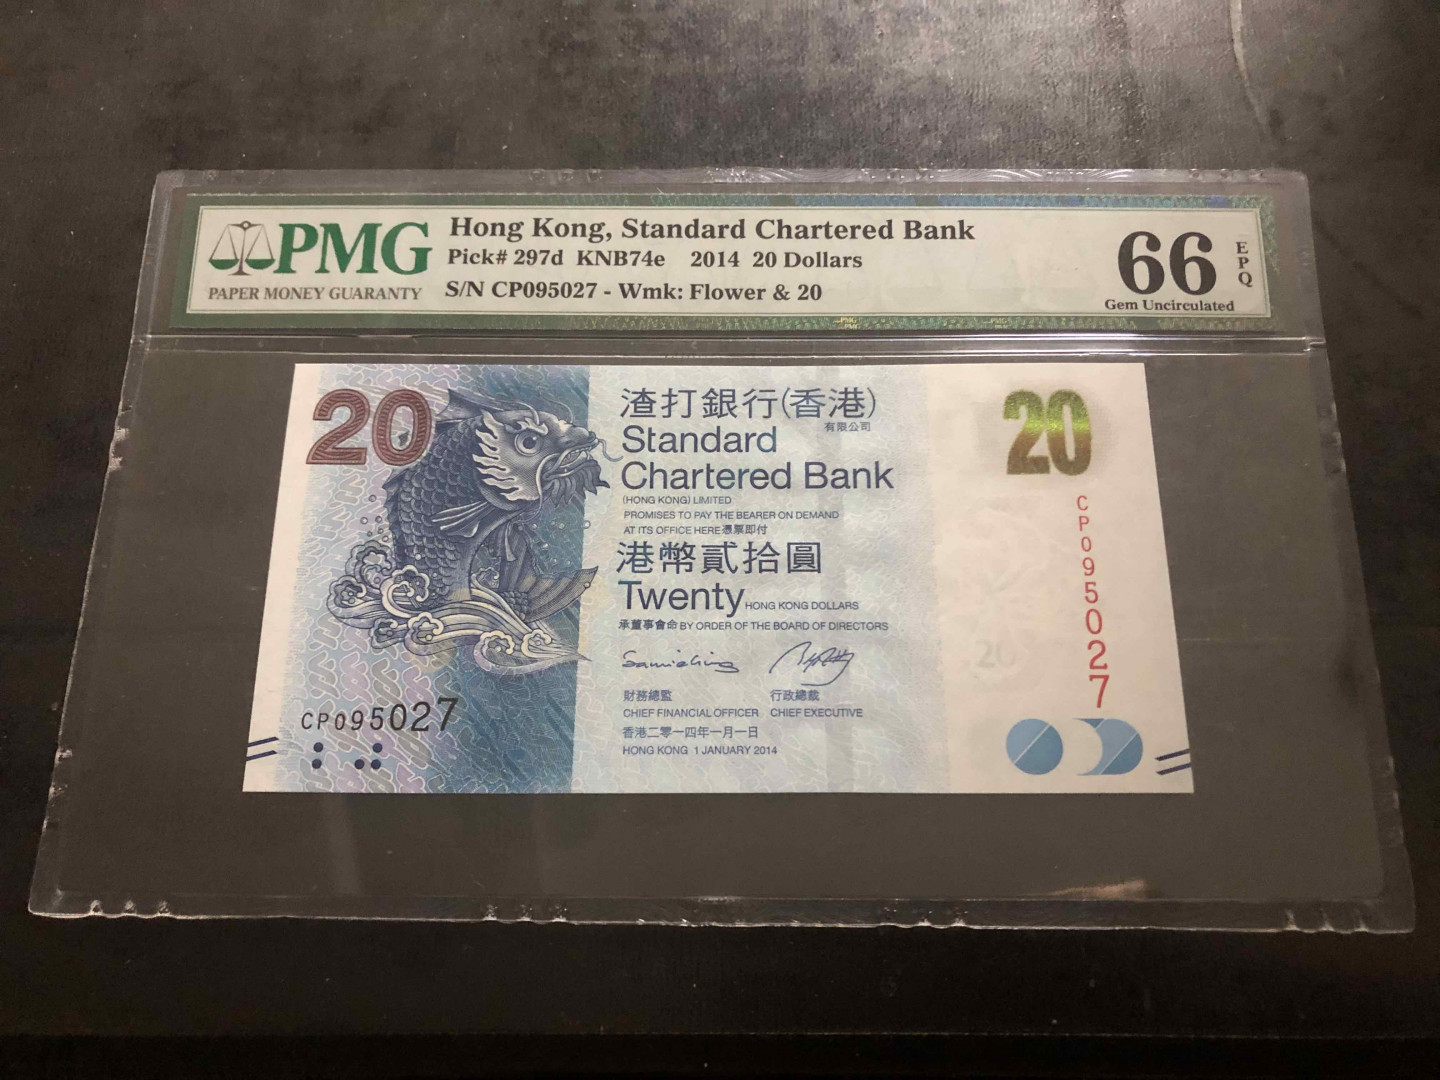 PMG
PAPER MONEY GUARANTY
Hong Kong, Standard Chartered Bank
Pick# 297d KNB74e 2014 20 Dollars
S/N CP095027 - Wmk: Flower & 20
66
EPQ
Gem Uncirculated
20
渣打銀行(香港)
有限公司
Standard
Chartered Bank
(HONG KONG) LIMITED
PROMISES TO PAY THE BEARER ON DEMAND
AT ITS OFFICE HERE憑票即付
港幣貳拾圓
Twenty HONG KONG DOLLARS
承董事會命 BY ORDER OF THE BOARD OF DIRECTORS
財務總監 行政總裁
CHIEF FINANCIAL OFFICER CHIEF EXECUTIVE
香港二零一四年一月一日
HONG KONG 1 JANUARY 2014
CP095027
20
CP095027
20